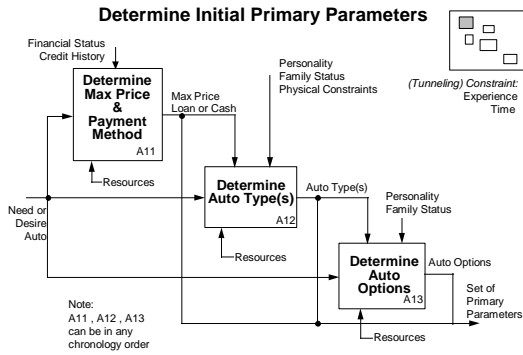 Determine Initial Primary Parameters
Financial Status
Credit History
Determine
Max Price
&
Payment
Method
A11
Max Price
Loan or Cash
Personality
Family Status
Physical Constraints
(Tunneling) Constraint:
Experience
Time
Resources
Determine
Auto Type(s)
A12
Auto Type(s)
Personality
Family Status
Need or
Desire
Auto
Resources
Determine
Auto
Options
A13
Auto Options
Set of
Primary
Parameters
Note:
A11 , A12 , A13
can be in any
chronology order
Resources